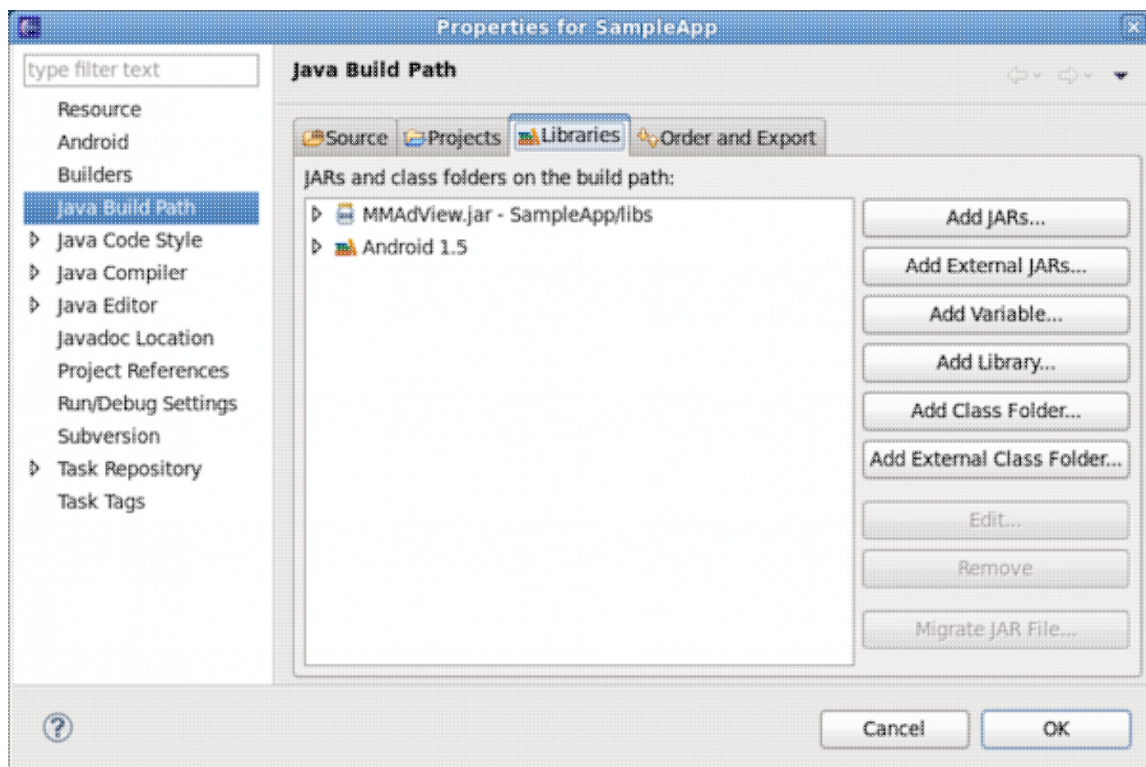 Properties for SampleApp
type filter text
Resource
Android
Builders
Java Build Path
Java Code Style
Java Compiler
Java Editor
Javadoc Location
Project References
Run/Debug Settings
Subversion
Task Repository
Task Tags
Java Build Path
Source Projects Libraries Order and Export
JARs and class folders on the build path:
MMAdView.jar - SampleApp/libs
Android 1.5
Add JARs...
Add External JARs...
Add Variable...
Add Library...
Add Class Folder...
Add External Class Folder...
Edit...
Remove
Migrate JAR File...
?
Cancel OK